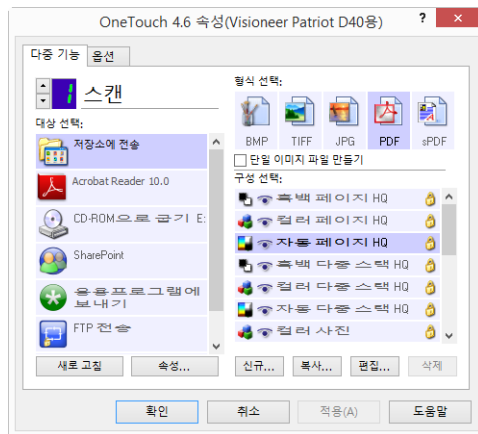 OneTouch 4.6 속성(Visioneer Patriot D40용)
? ×
다중 기능 옵션
1 스캔
대상 선택:
저장소에 전송
Acrobat Reader 10.0
CD-ROM으로 굽기 E:
SharePoint
응용프로그램에
보내기
FTP 전송
새로 고침 속성...
형식 선택:
BMP TIFF JPG PDF sPDF
단일 이미지 파일 만들기
구성 선택:
흑백 페이지 HQ
컬러 페이지 HQ
자동 페이지 HQ
흑백 다중 스택 HQ
컬러 다중 스택 HQ
자동 다중 스택 HQ
컬러 사진
신규... 복사... 편집... 삭제
확인 취소 적용(A) 도움말